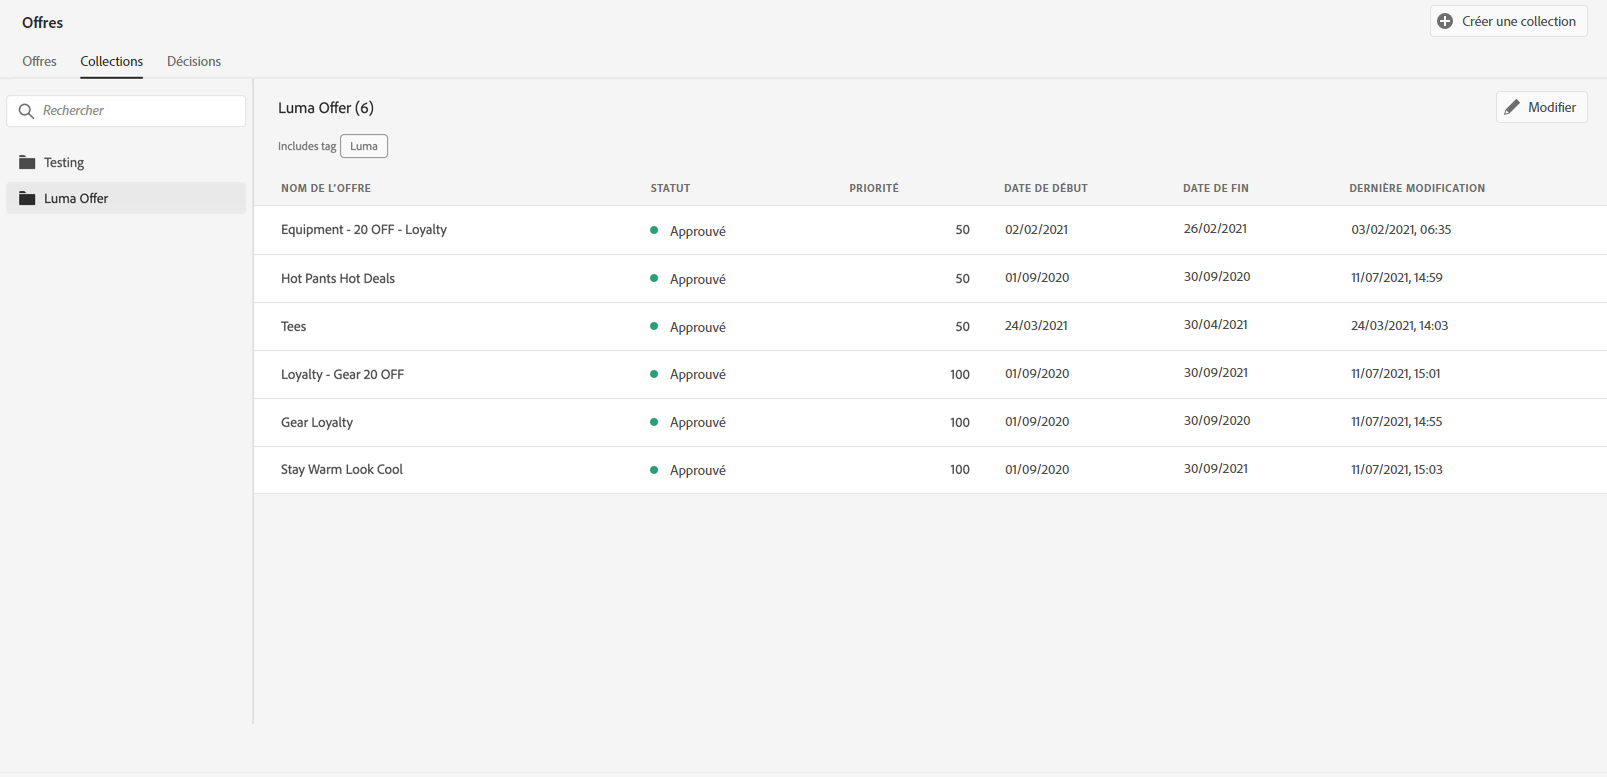 Offres
Créer une collection
Offres Collections Décisions
Rechercher
Testing
Luma Offer
Luma Offer (6)
Modifier
Includes tag Luma
NOM DE L'OFFRE STATUT PRIORITÉ DATE DE DÉBUT DATE DE FIN DERNIÈRE MODIFICATION
Equipment - 20 OFF - Loyalty Approuvé 50 02/02/2021 26/02/2021 03/02/2021, 06:35
Hot Pants Hot Deals Approuvé 50 01/09/2020 30/09/2020 11/07/2021, 14:59
Tees Approuvé 50 24/03/2021 30/04/2021 24/03/2021, 14:03
Loyalty - Gear 20 OFF Approuvé 100 01/09/2020 30/09/2021 11/07/2021, 15:01
Gear Loyalty Approuvé 100 01/09/2020 30/09/2020 11/07/2021, 14:55
Stay Warm Look Cool Approuvé 100 01/09/2020 30/09/2021 11/07/2021, 15:03